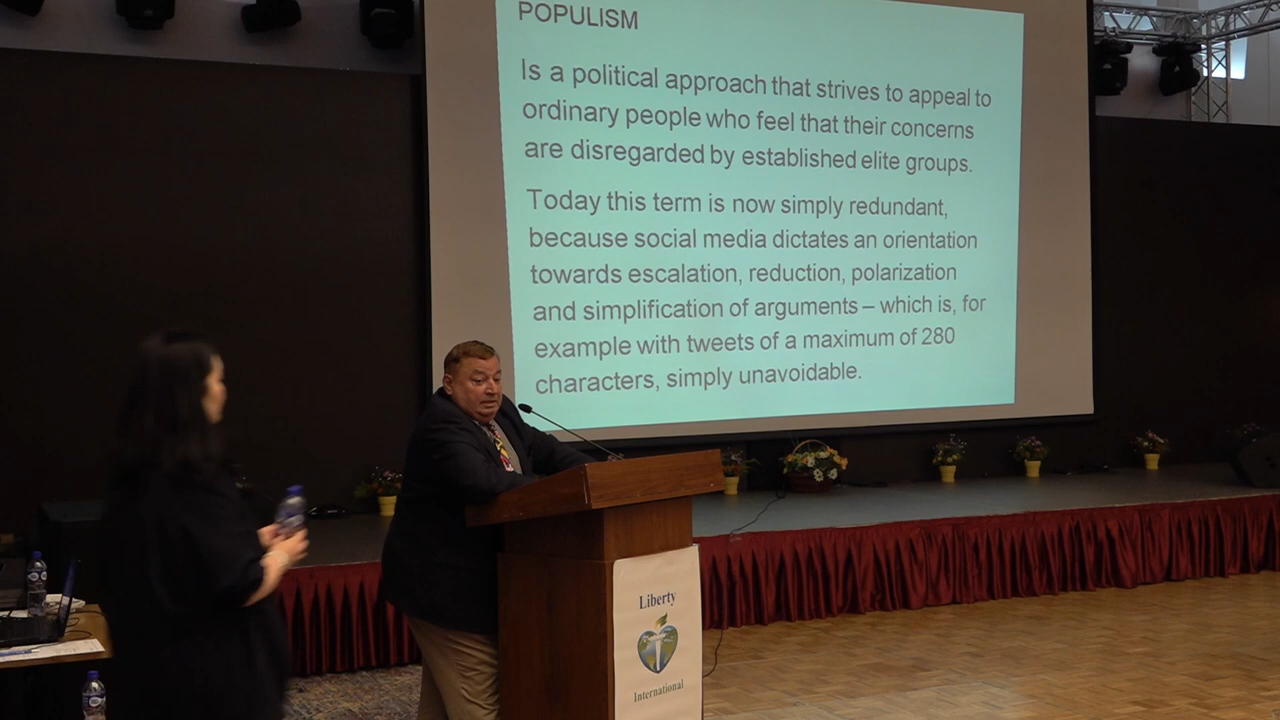 POPULISM
Is a political approach that strives to appeal to
ordinary people who feel that their concerns
are disregarded by established elite groups.
Today this term is now simply redundant,
because social media dictates an orientation
towards escalation, reduction, polarization
and simplification of arguments – which is, for
example with tweets of a maximum of 280
characters, simply unavoidable.
Liberty
International